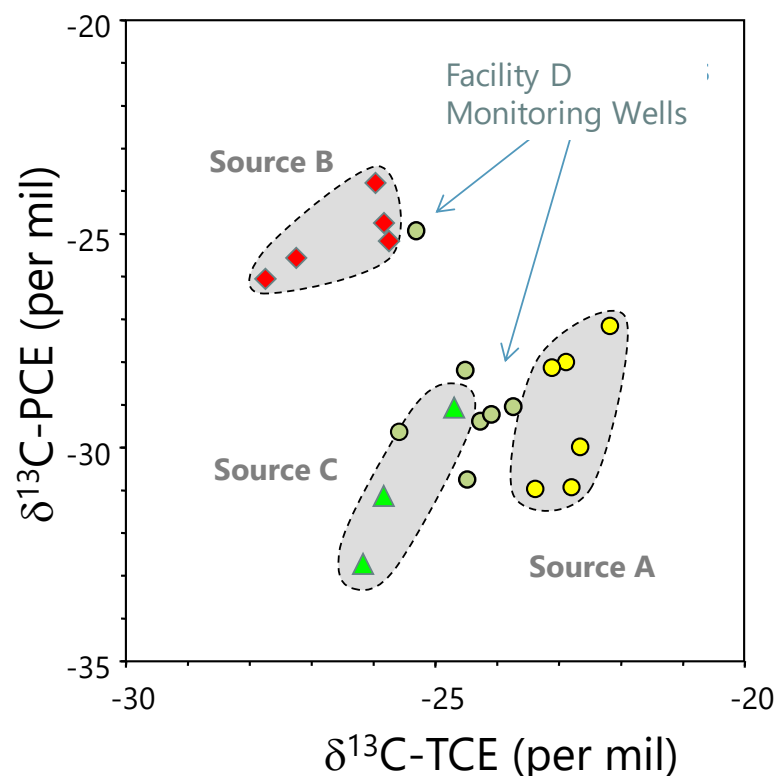 -20
Facility D
Monitoring Wells
Source B
-25
δ¹³C-PCE (per mil)
-30
Source C
Source A
-35
-30
-25
-20
δ¹³C-TCE (per mil)